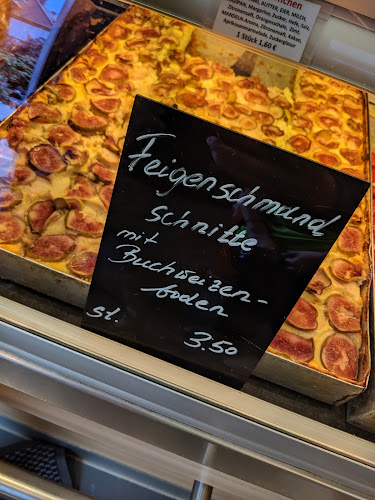 1 Stück 1,60 €
Feigenschmand
Schnitte
mit
Buchweizen-
boden
st. 3.50